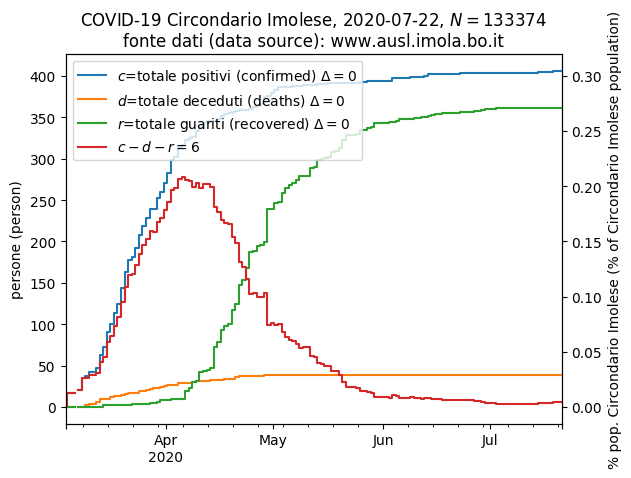 COVID-19 Circondario Imolese, 2020-07-22, N = 133374
fonte dati (data source): www.ausl.imola.bo.it
c=totale positivi (confirmed) Δ = 0
d=totale deceduti (deaths) Δ = 0
r=totale guariti (recovered) Δ = 0
c − d − r = 6
persone (person)
400
350
300
250
200
150
100
50
0
0.30
0.25
0.20
0.15
0.10
0.05
0.00
% pop. Circondario Imolese (% of Circondario Imolese population)
Apr
May
Jun
Jul
2020